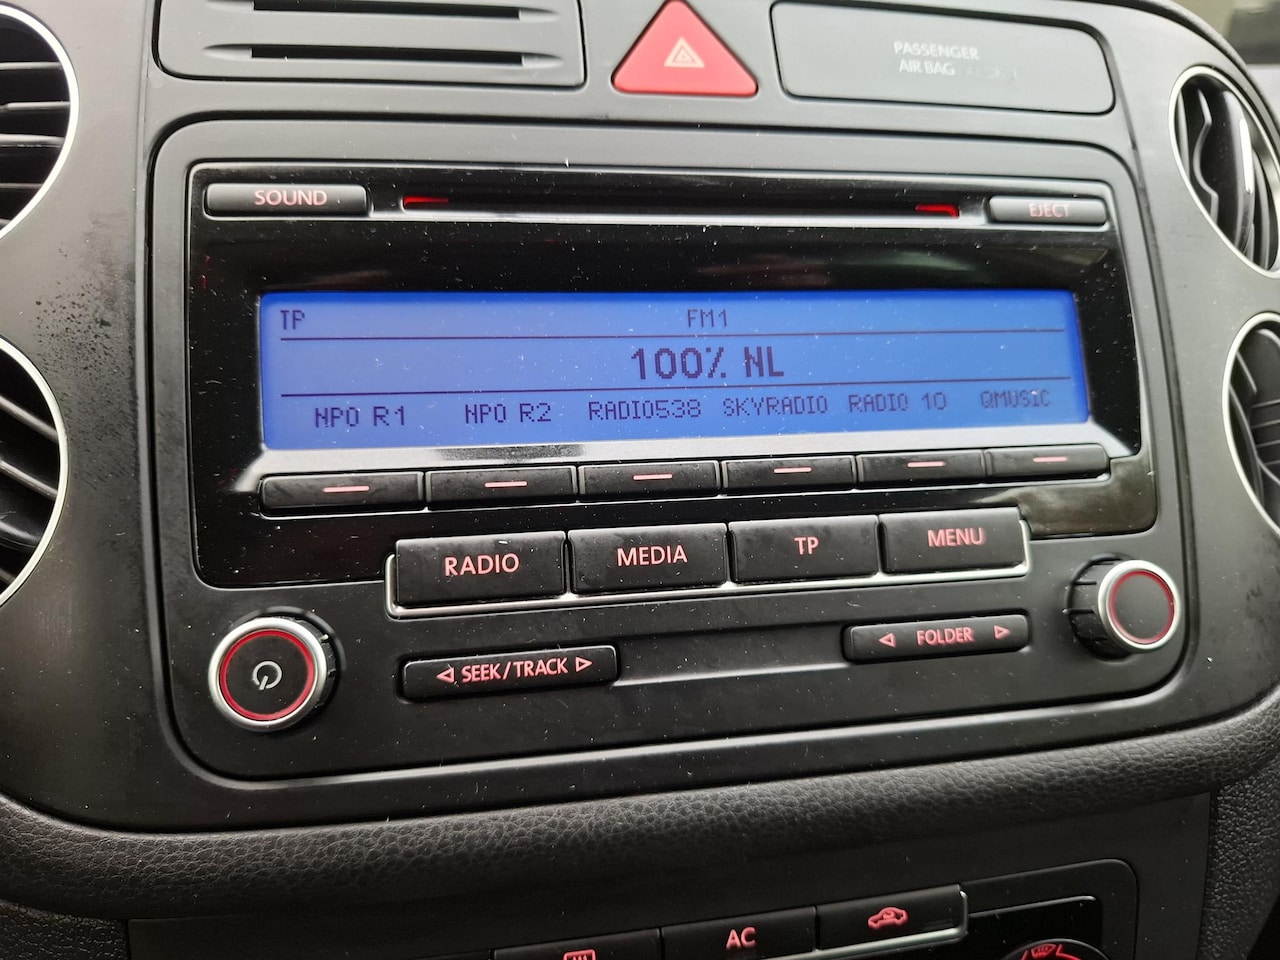 PASSENGER
AIR BAG
SOUND
EJECT
TP FM1
100% NL
NPO R1 NPO R2 RADIO538 SKYRADIO RADIO 10 QMUSIC
RADIO MEDIA TP MENU
SEEK/TRACK FOLDER
AC